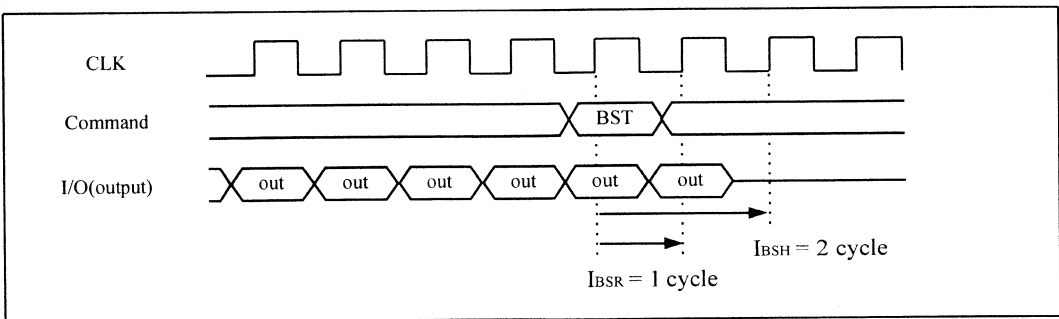 CLK
Command
BST
I/O(output)
out out out out out out
IBSH = 2 cycle
IBSR = 1 cycle